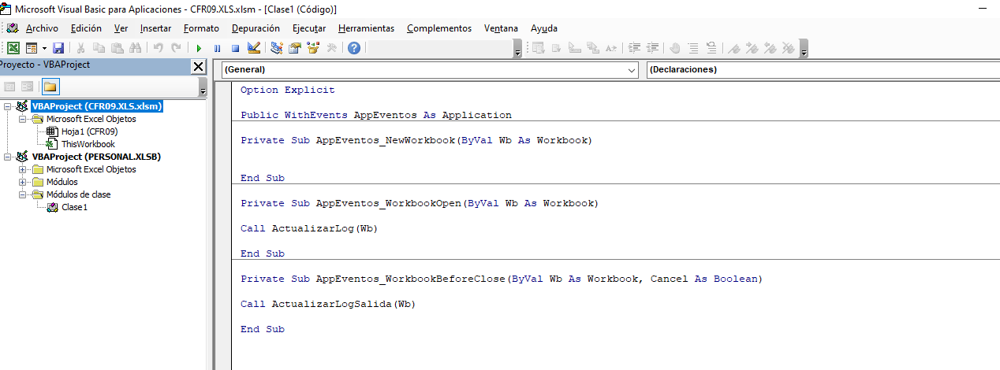 Microsoft Visual Basic para Aplicaciones - CFR09.XLS.xlsm - [Clase1 (Código)]
Archivo Edición Ver Insertar Formato Depuración Ejecutar Herramientas Complementos Ventana Ayuda
Proyecto - VBAProject
(General)
(Declaraciones)
VBAProject (CFR09.XLS.xlsm)
Microsoft Excel Objetos
Hoja1 (CFR09)
ThisWorkbook
VBAProject (PERSONAL.XLSB)
Microsoft Excel Objetos
Módulos
Módulos de clase
Clase1
Option Explicit
Public WithEvents AppEventos As Application
Private Sub AppEventos_NewWorkbook(ByVal Wb As Workbook)
End Sub
Private Sub AppEventos_WorkbookOpen(ByVal Wb As Workbook)
Call ActualizarLog(Wb)
End Sub
Private Sub AppEventos_WorkbookBeforeClose(ByVal Wb As Workbook, Cancel As Boolean)
Call ActualizarLogSalida(Wb)
End Sub